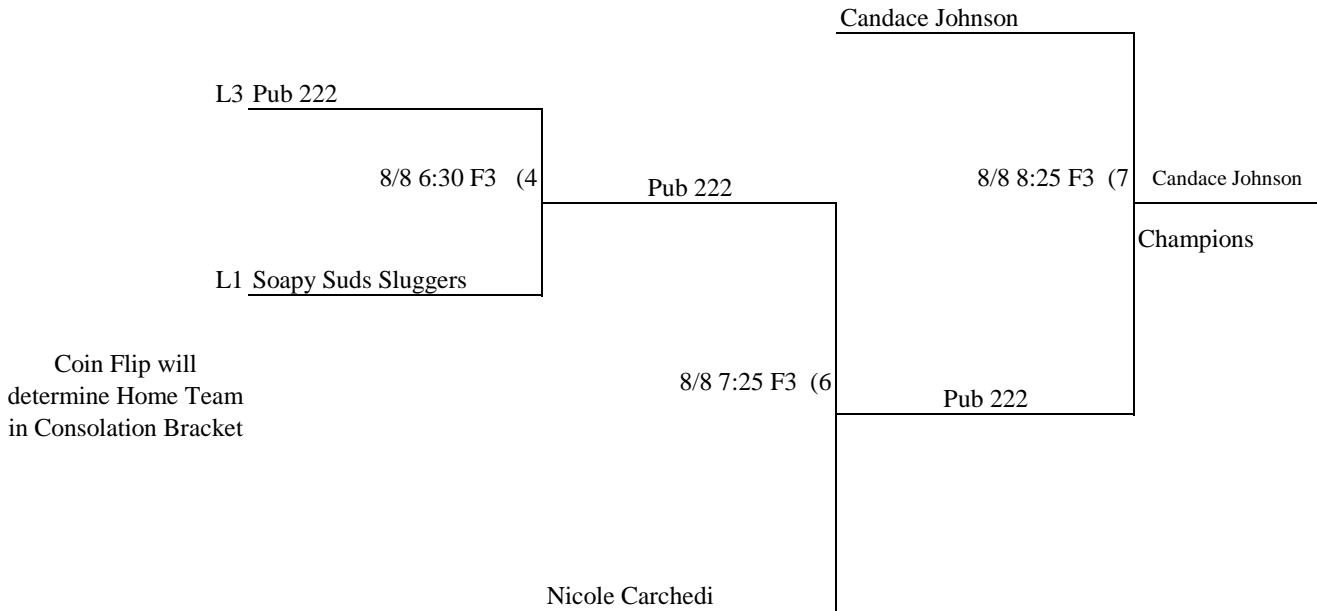 Candace Johnson
L3 Pub 222
8/8 6:30 F3 (4
Pub 222
8/8 8:25 F3 (7
Candace Johnson
Champions
L1 Soapy Suds Sluggers
Coin Flip will
determine Home Team
in Consolation Bracket
8/8 7:25 F3 (6
Pub 222
Nicole Carchedi